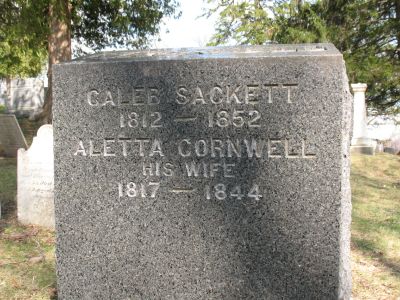 CALEB SACKETT
1812 — 1852
ALETTA CORNWELL
HIS WIFE
1817 — 1844